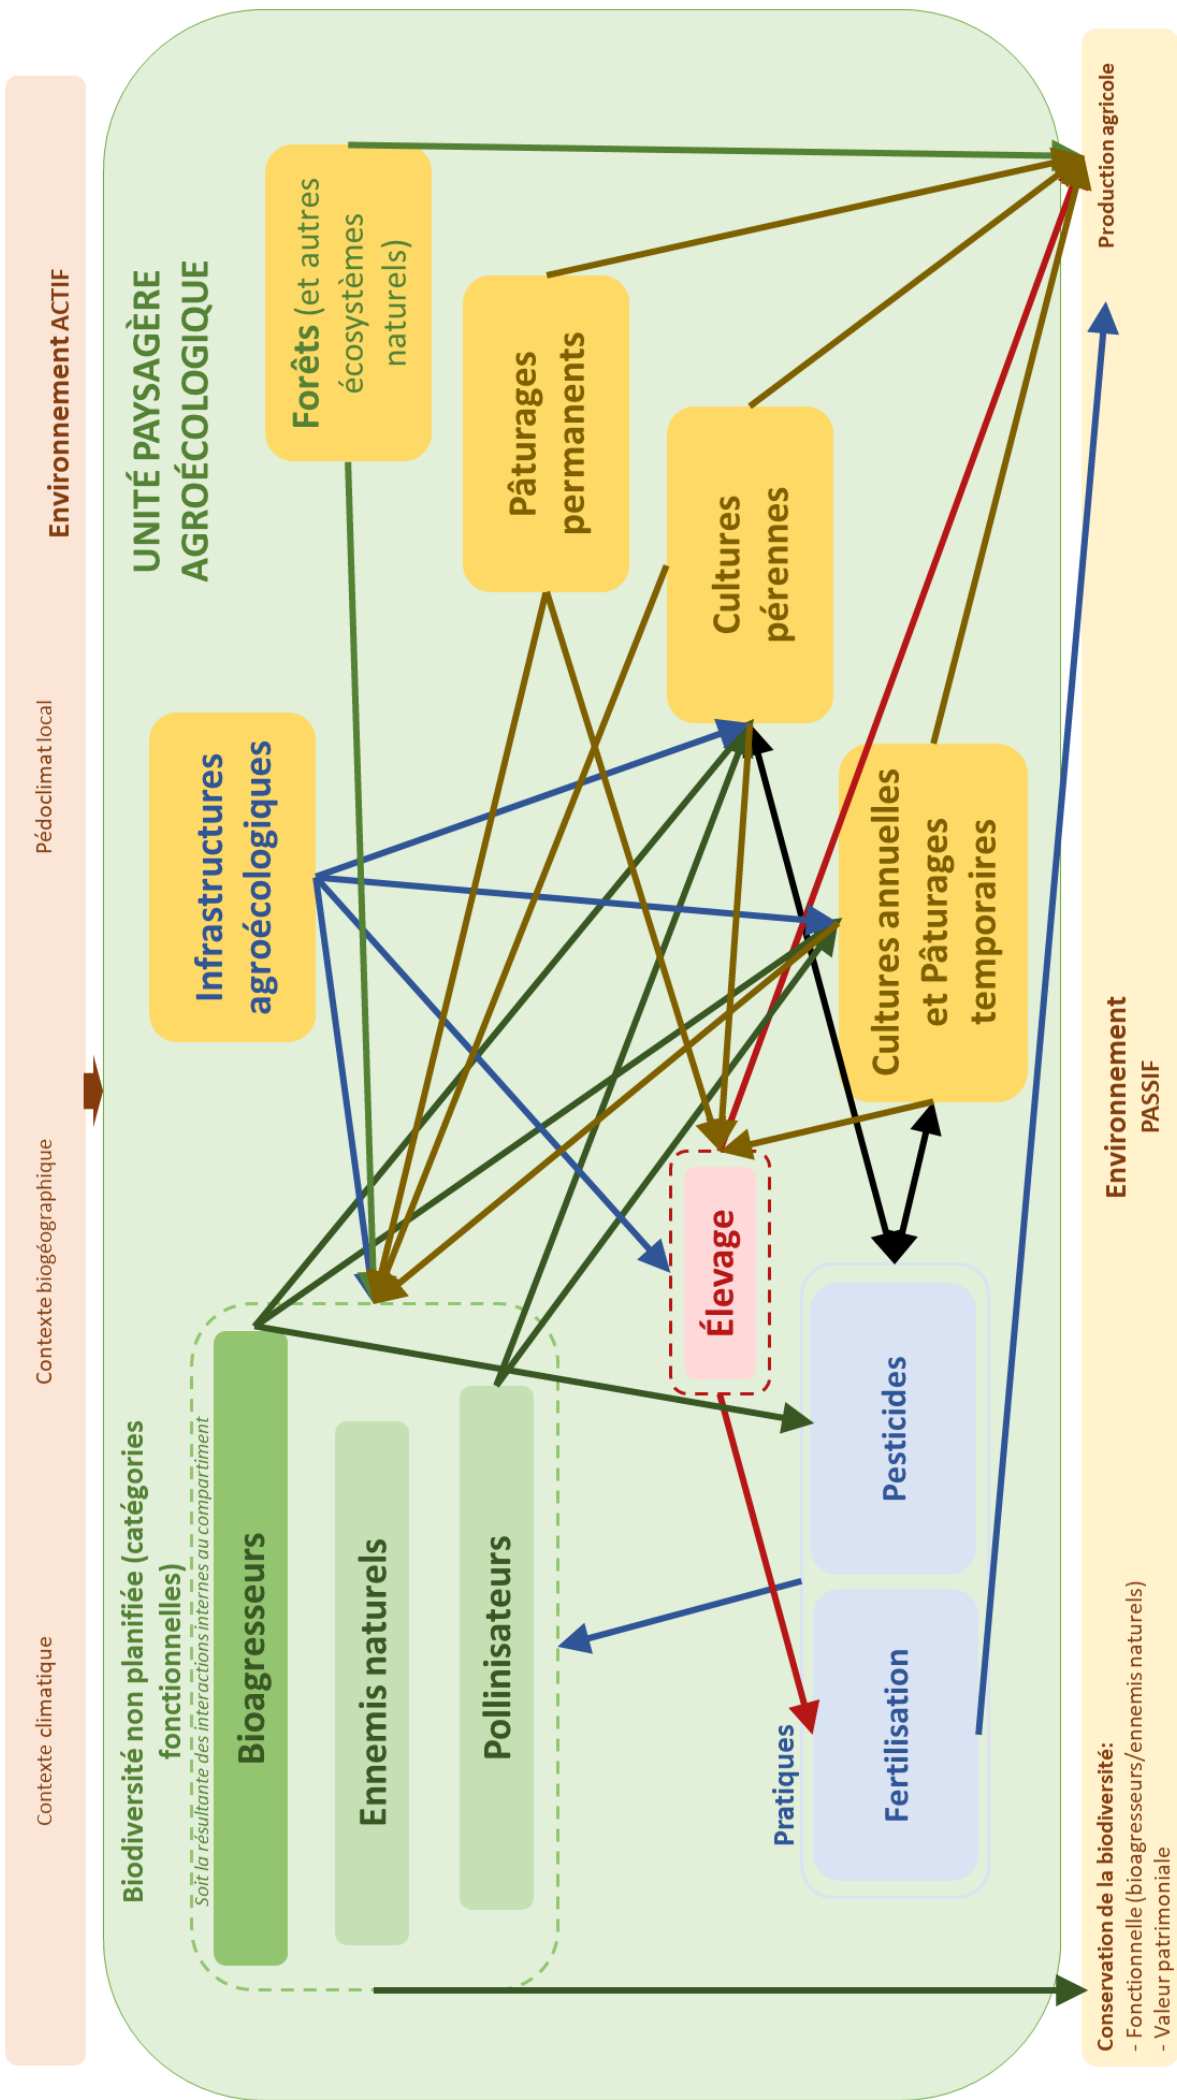 Contexte climatique
Contexte biogéographique
Pédoclimat local
Environnement ACTIF
Biodiversité non planifiée (catégories
fonctionnelles)
Soit la résultante des interactions internes au compartiment
Bioagresseurs
Ennemis naturels
Pollinisateurs
UNITÉ PAYSAGÈRE
AGROÉCOLOGIQUE
Infrastructures
agroécologiques
Forêts (et autres
écosystèmes
naturels)
Pâturages
permanents
Cultures
pérennes
Cultures annuelles
et Pâturages
temporaires
Élevage
Pratiques
Fertilisation
Pesticides
Conservation de la biodiversité:
- Fonctionnelle (bioagresseurs/ennemis naturels)
- Valeur patrimoniale
Environnement
PASSIF
Production agricole